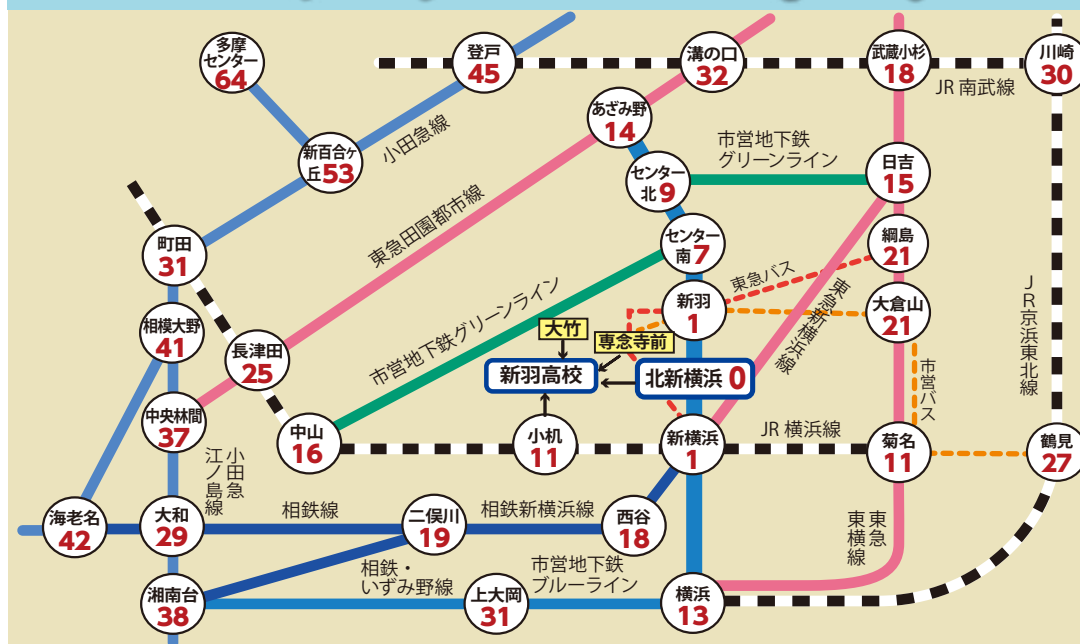 多摩
センター
64
登戸
45
溝の口
32
武蔵小杉
18
川崎
30
JR 南武線
あざみ野
14
小田急線
新百合ヶ
丘 53
市営地下鉄
グリーンライン
センター
北 9
日吉
15
東急田園都市線
町田
31
センター
南 7
綱島
21
東急バス
新羽
1
大倉山
21
東急新横浜線
JR京浜東北線
相模大野
41
長津田
25
市営地下鉄グリーンライン
大竹
専念寺前
新羽高校
北新横浜 0
市営バス
中央林間
37
中山
16
小机
11
新横浜
1
JR 横浜線
菊名
11
鶴見
27
小田急
江ノ島線
海老名
42
大和
29
相鉄線
二俣川
19
相鉄新横浜線
西谷
18
東急
東横線
相鉄・
いずみ野線
市営地下鉄
ブルーライン
湘南台
38
上大岡
31
横浜
13